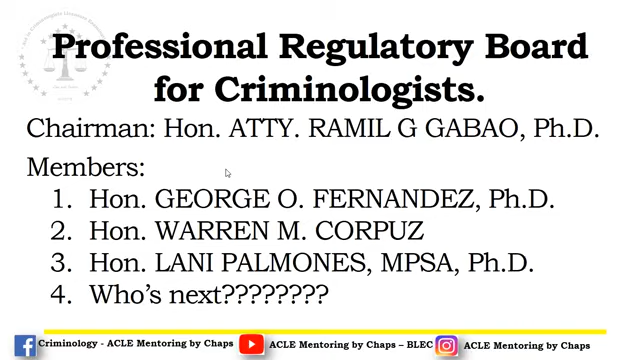 Professional Regulatory Board
for Criminologists.
Chairman: Hon. ATTY. RAMIL G GABAO, Ph.D.
Members:
1. Hon. GEORGE O. FERNANDEZ, Ph.D.
2. Hon. WARREN M. CORPUZ
3. Hon. LANI PALMONES, MPSA, Ph.D.
4. Who's next????????
Criminology - ACLE Mentoring by Chaps
ACLE Mentoring by Chaps – BLEC
ACLE Mentoring by Chaps